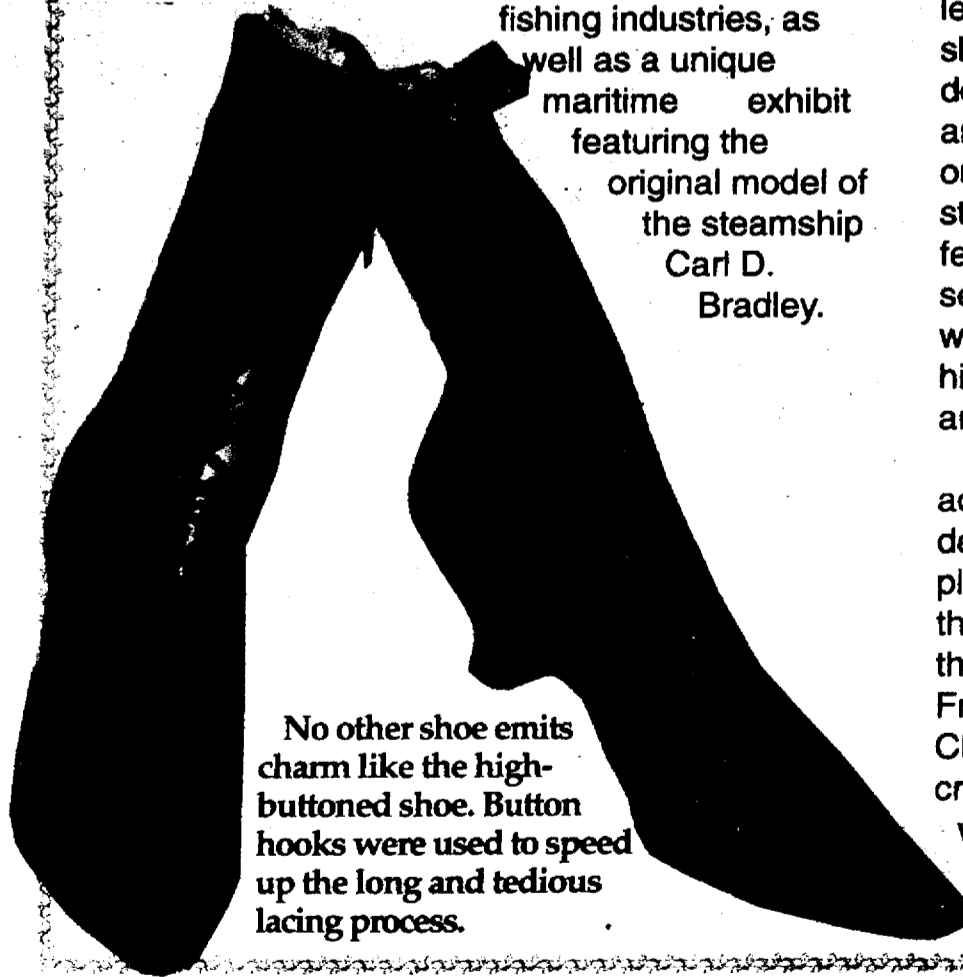 fishing industries, as
well as a unique
maritime exhibit
featuring the
original model of
the steamship
Carl D.
Bradley.
No other shoe emits
charm like the high-
buttoned shoe. Button
hooks were used to speed
up the long and tedious
lacing process.